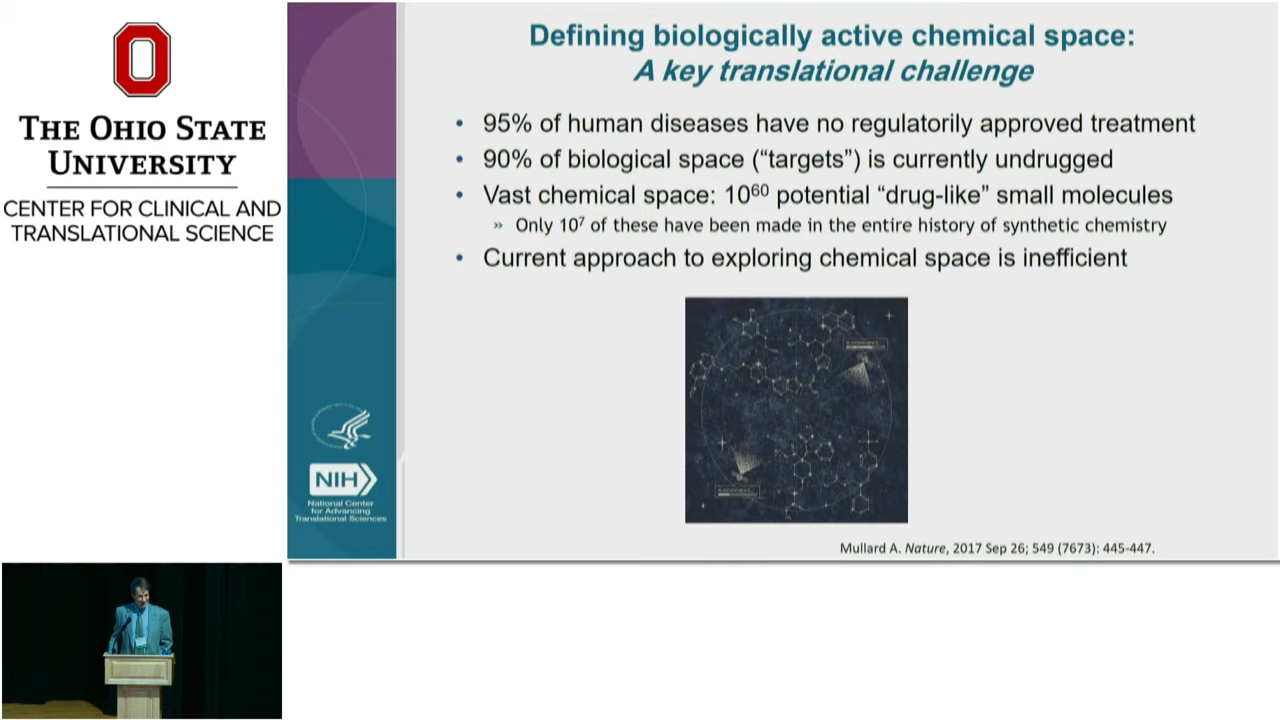 THE OHIO STATE
UNIVERSITY
CENTER FOR CLINICAL AND
TRANSLATIONAL SCIENCE
Defining biologically active chemical space:
A key translational challenge
• 95% of human diseases have no regulatorily approved treatment
• 90% of biological space (“targets”) is currently undrugged
• Vast chemical space: 10⁶⁰ potential “drug-like” small molecules
» Only 10⁷ of these have been made in the entire history of synthetic chemistry
• Current approach to exploring chemical space is inefficient
NIH
National Center
for Advancing
Translational Sciences
Mullard A. Nature, 2017 Sep 26; 549 (7673): 445-447.